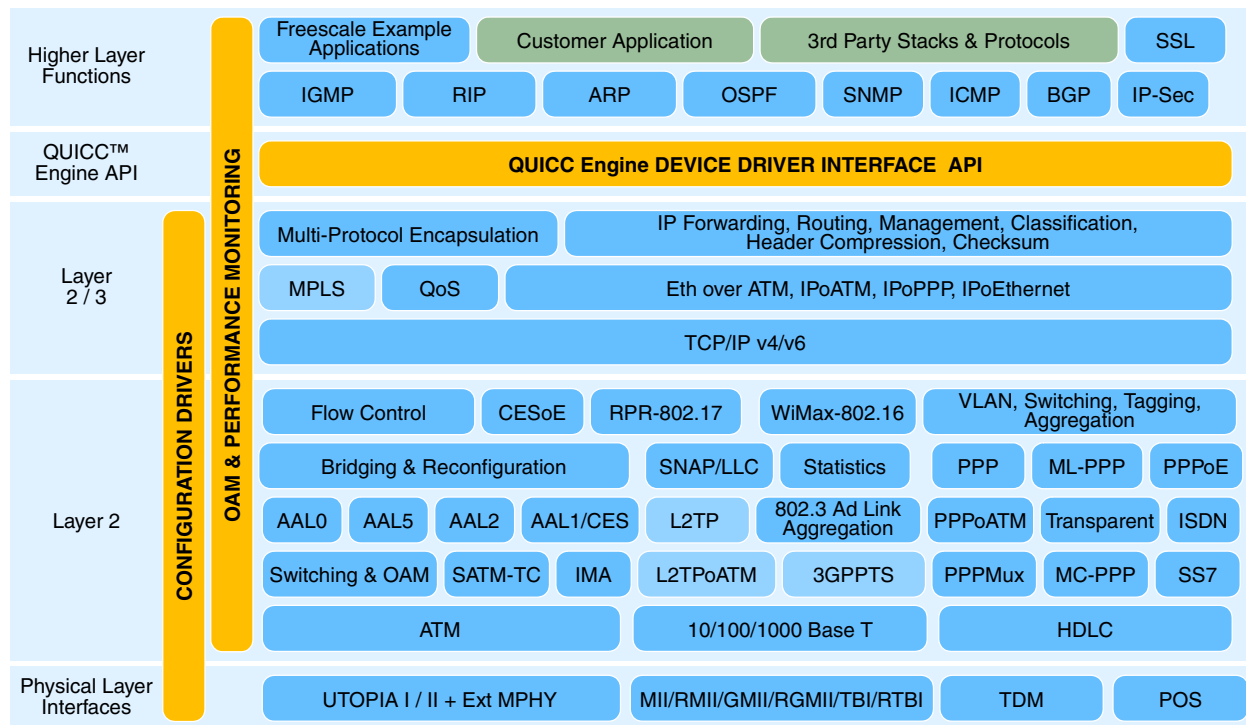 Higher Layer
Functions
Freescale Example
Applications
Customer Application
3rd Party Stacks & Protocols
SSL
IGMP
RIP
ARP
OSPF
SNMP
ICMP
BGP
IP-Sec
QUICC™
Engine API
QUICC Engine DEVICE DRIVER INTERFACE API
OAM & PERFORMANCE MONITORING
CONFIGURATION DRIVERS
Layer
2 / 3
Multi-Protocol Encapsulation
IP Forwarding, Routing, Management, Classification,
Header Compression, Checksum
MPLS
QoS
Eth over ATM, IPoATM, IPoPPP, IPoEthernet
TCP/IP v4/v6
Layer 2
Flow Control
CESoE
RPR-802.17
WiMax-802.16
VLAN, Switching, Tagging,
Aggregation
Bridging & Reconfiguration
SNAP/LLC
Statistics
PPP
ML-PPP
PPPoE
AAL0
AAL5
AAL2
AAL1/CES
L2TP
802.3 Ad Link
Aggregation
PPPoATM
Transparent
ISDN
Switching & OAM
SATM-TC
IMA
L2TPoATM
3GPPTS
PPPMux
MC-PPP
SS7
ATM
10/100/1000 Base T
HDLC
Physical Layer
Interfaces
UTOPIA I / II + Ext MPHY
MII/RMII/GMII/RGMII/TBI/RTBI
TDM
POS